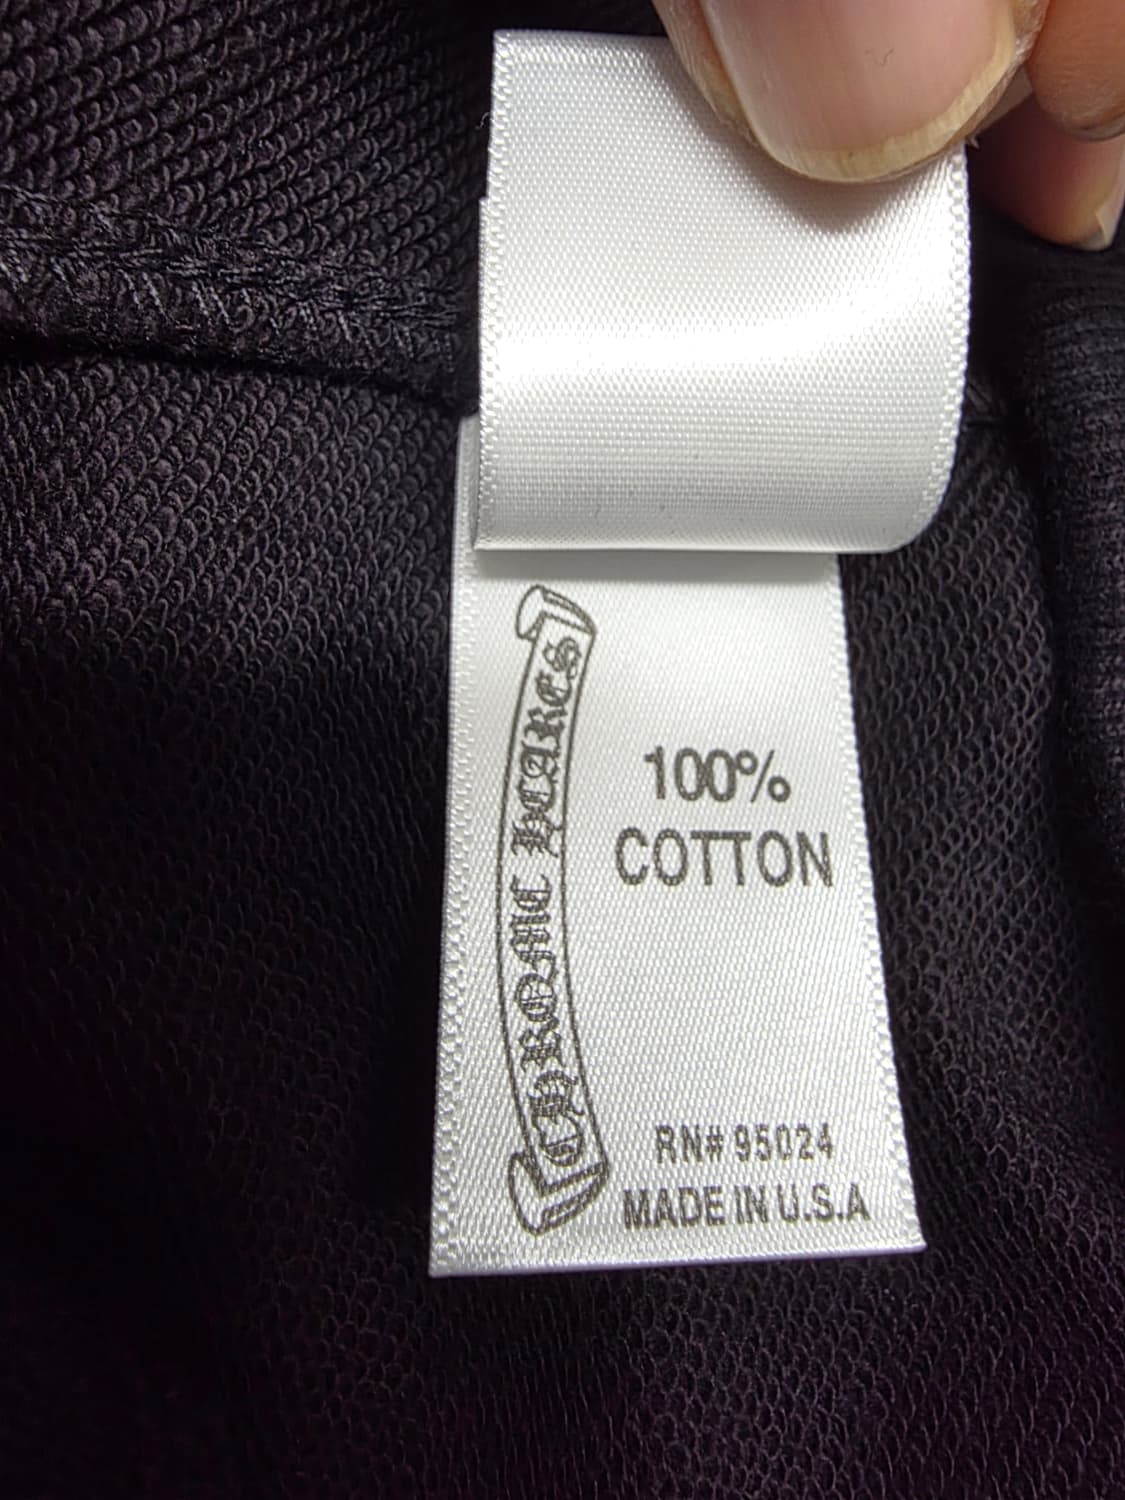 CHROME HEARTS
100%
COTTON
RN# 95024
MADE IN U.S.A